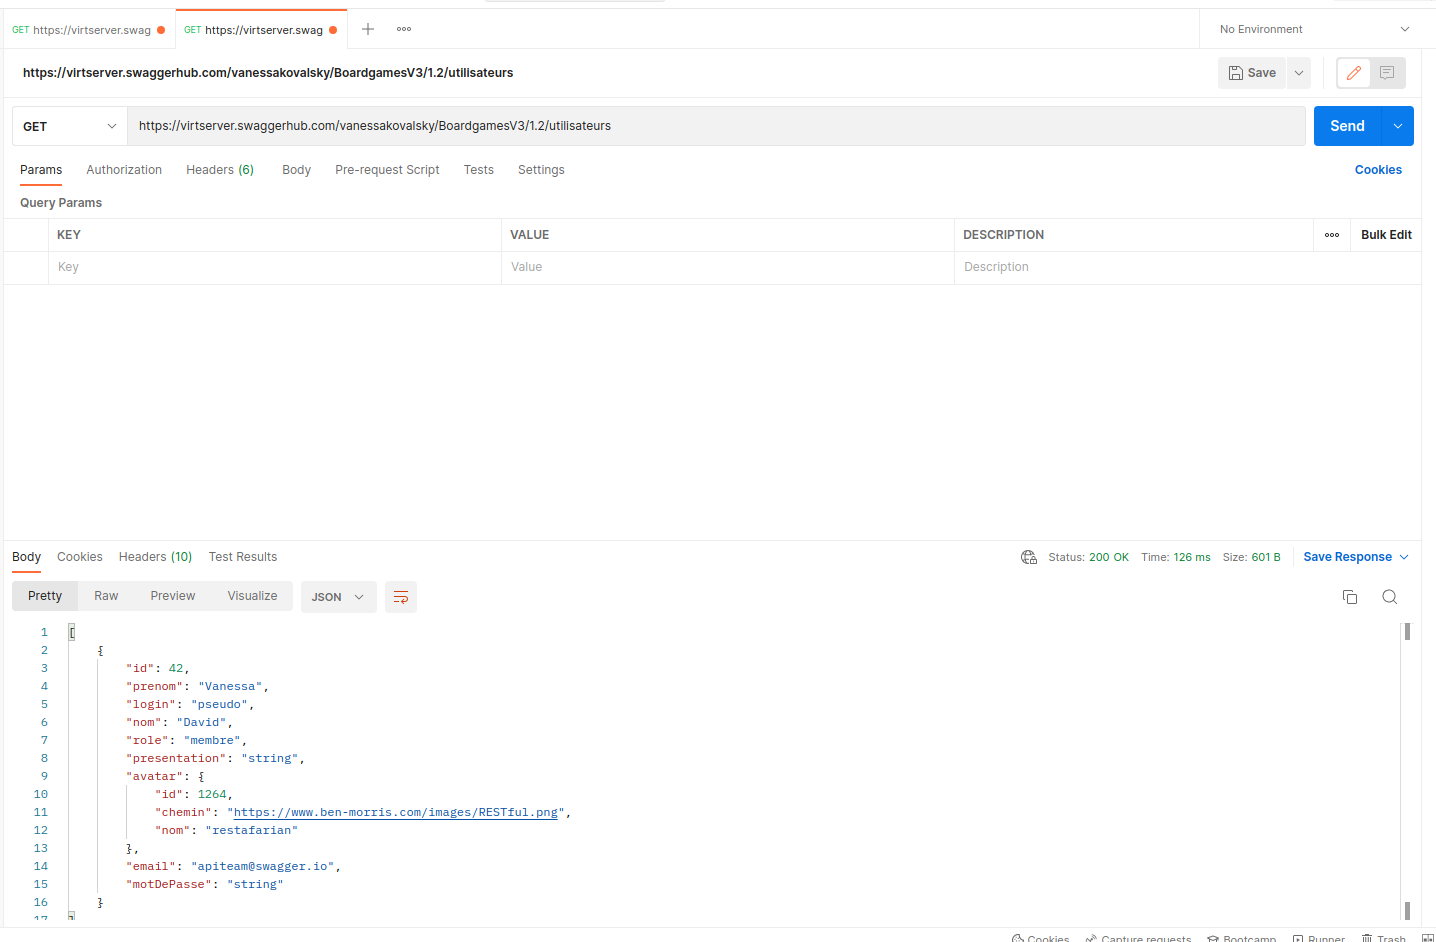 GET https://virtserver.swag GET https://virtserver.swag No Environment
https://virtserver.swaggerhub.com/vanessakovalsky/BoardgamesV3/1.2/utilisateurs Save
GET https://virtserver.swaggerhub.com/vanessakovalsky/BoardgamesV3/1.2/utilisateurs Send
Params Authorization Headers (6) Body Pre-request Script Tests Settings Cookies
Query Params
KEY VALUE DESCRIPTION Bulk Edit
Key Value Description
Body Cookies Headers (10) Test Results Status: 200 OK Time: 126 ms Size: 601 B Save Response
Pretty Raw Preview Visualize JSON
1 [
2 {
3 "id": 42,
4 "prenom": "Vanessa",
5 "login": "pseudo",
6 "nom": "David",
7 "role": "membre",
8 "presentation": "string",
9 "avatar": {
10 "id": 1264,
11 "chemin": "https://www.ben-morris.com/images/RESTful.png",
12 "nom": "restafarian"
13 },
14 "email": "apiteam@swagger.io",
15 "motDePasse": "string"
16 }
17 ]
Cookies Capture requests Bootcamp Runner Trash